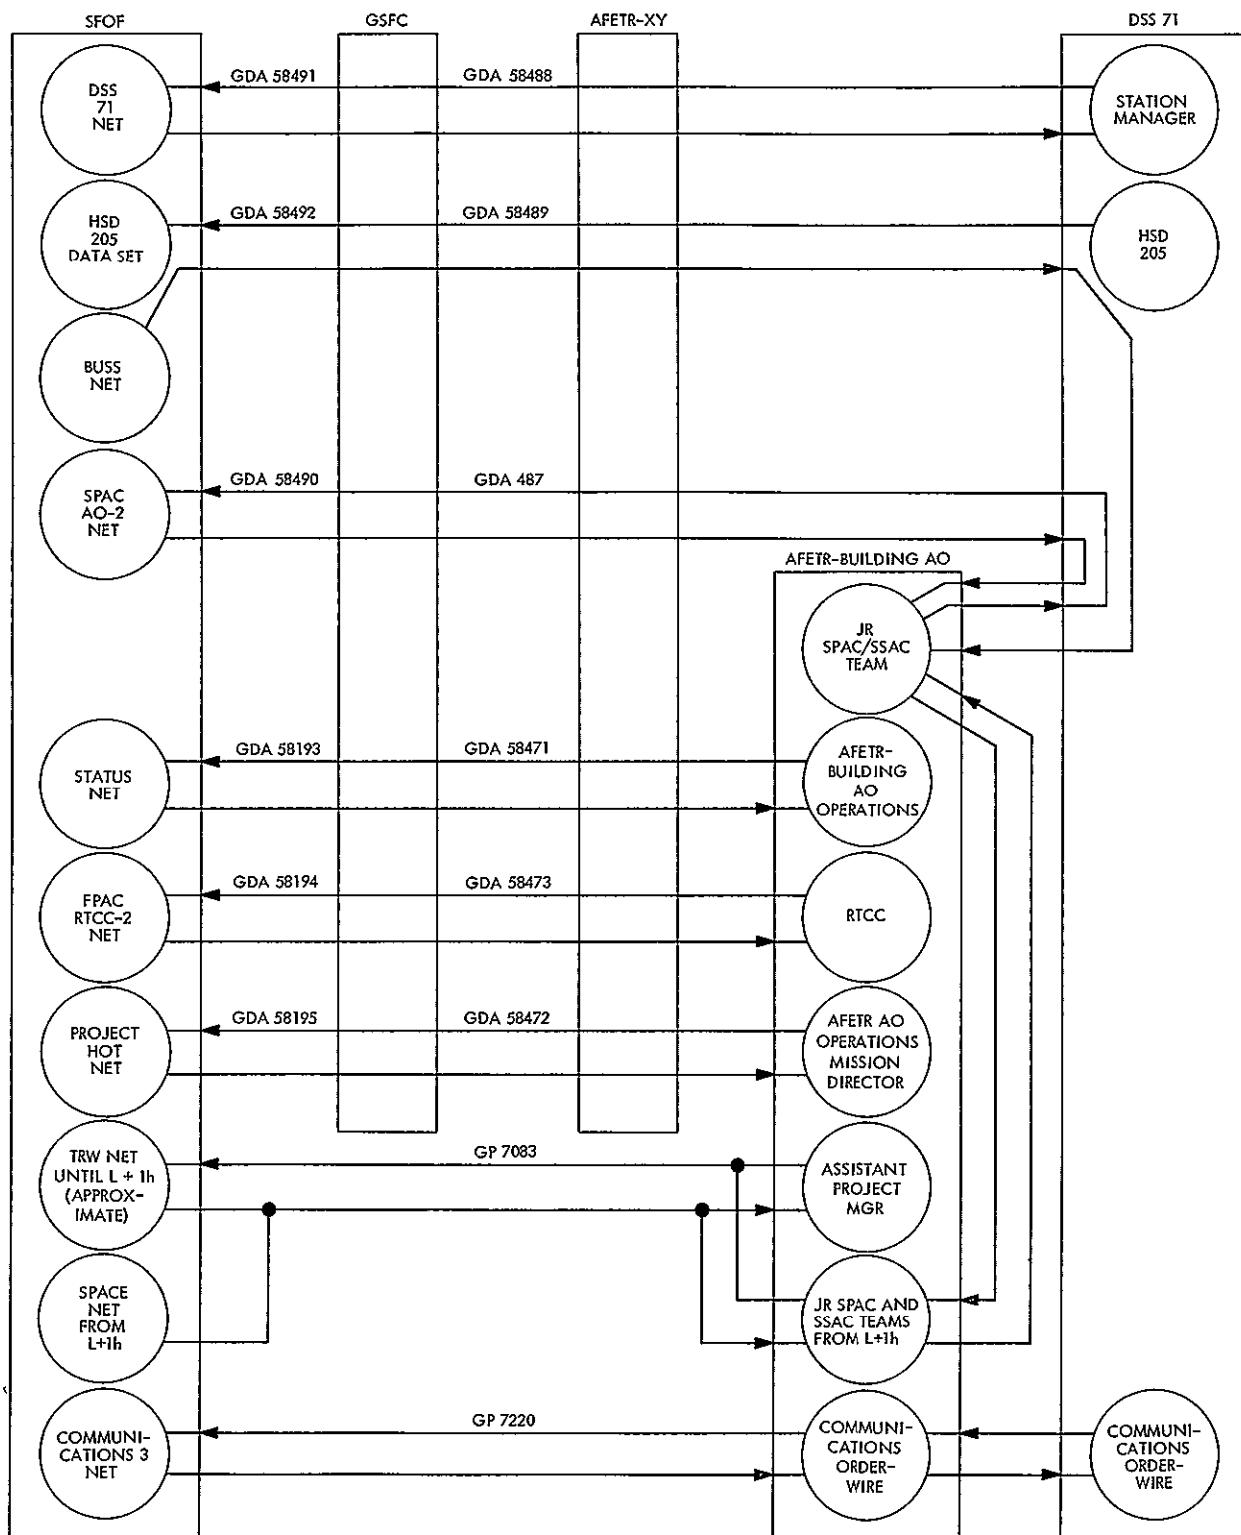 SFOF
GSFC
AFETR-XY
DSS 71
DSS
71
NET
GDA 58491
GDA 58488
STATION
MANAGER
HSD
205
DATA SET
GDA 58492
GDA 58489
HSD
205
BUSS
NET
SPAC
AO-2
NET
GDA 58490
GDA 487
AFETR-BUILDING AO
JR
SPAC/SSAC
TEAM
STATUS
NET
GDA 58193
GDA 58471
AFETR-
BUILDING
AO
OPERATIONS
FPAC
RTCC-2
NET
GDA 58194
GDA 58473
RTCC
PROJECT
HOT
NET
GDA 58195
GDA 58472
AFETR AO
OPERATIONS
MISSION
DIRECTOR
TRW NET
UNTIL L + 1h
(APPROX-
IMATE)
GP 7083
ASSISTANT
PROJECT
MGR
SPACE
NET
FROM
L+1h
JR SPAC AND
SSAC TEAMS
FROM L+1h
COMMUNI-
CATIONS 3
NET
GP 7220
COMMUNI-
CATIONS
ORDER-
WIRE
COMMUNI-
CATIONS
ORDER-
WIRE